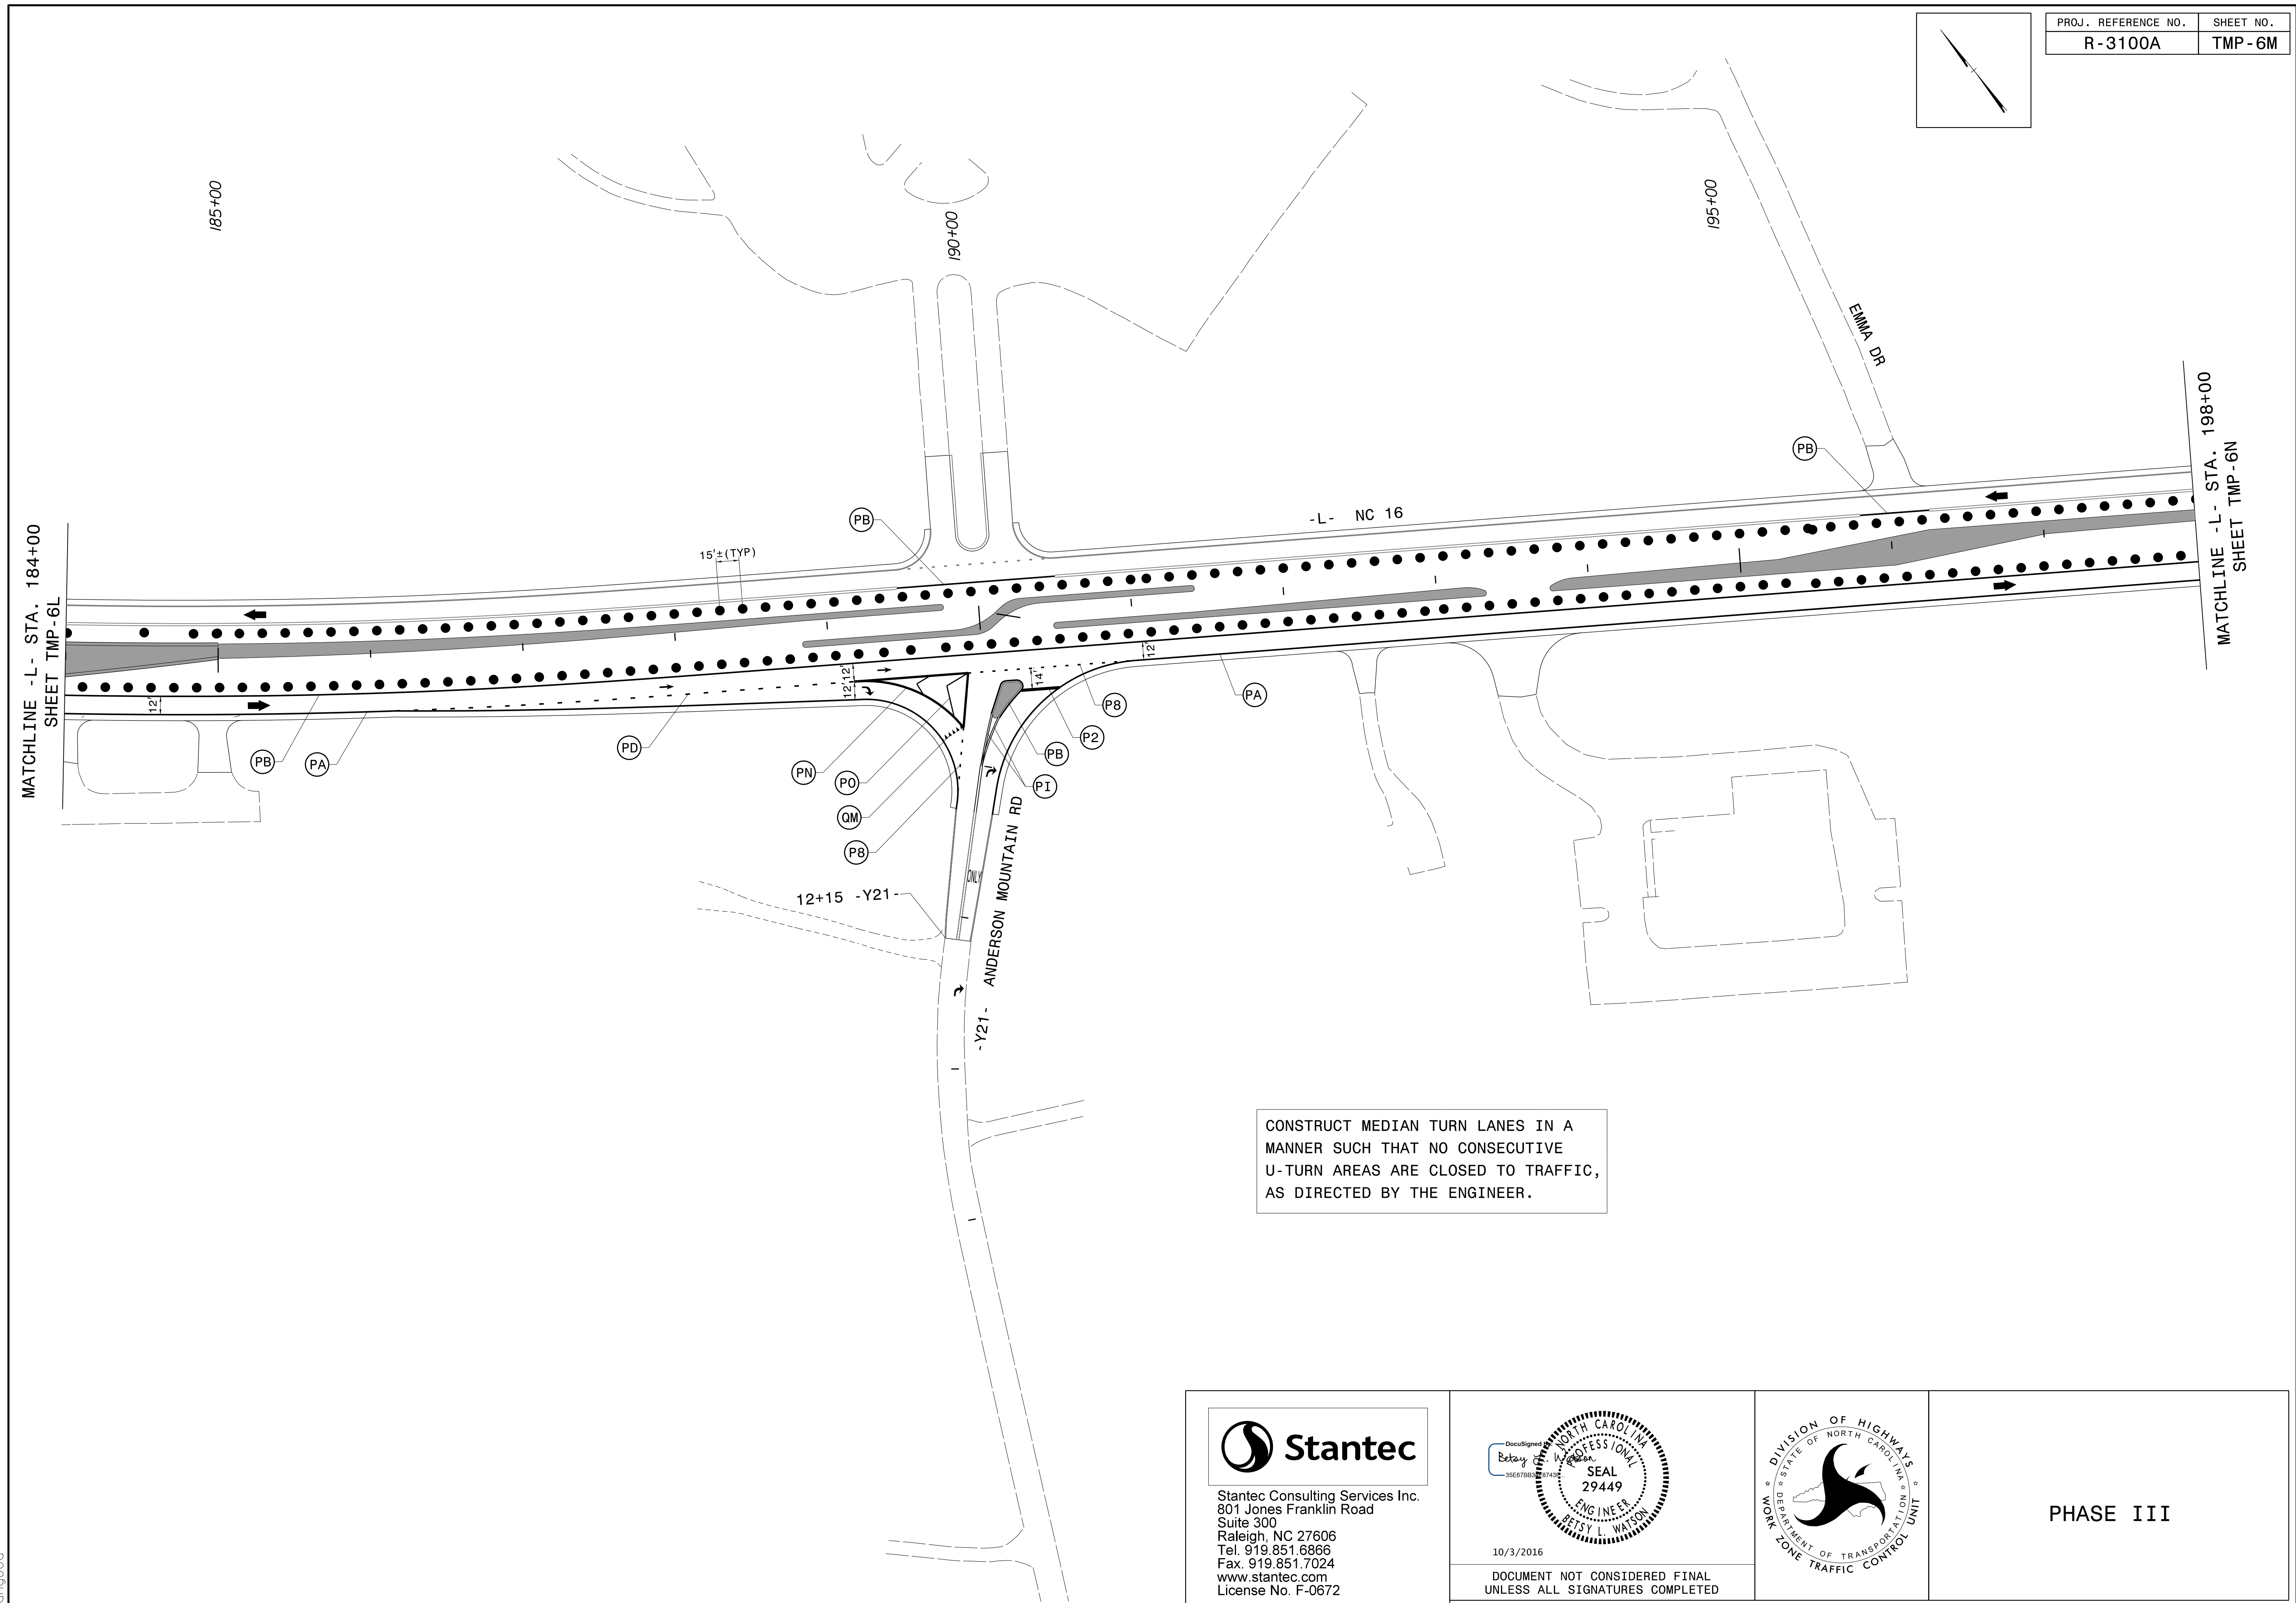 PROJ. REFERENCE NO.
SHEET NO.
R-3100A
TMP-6M
185+00
190+00
195+00
EMMA DR
MATCHLINE -L- STA. 184+00
SHEET TMP-6L
MATCHLINE -L- STA. 198+00
SHEET TMP-6N
-L- NC 16
15'±(TYP)
PB
PB
12'
12'
12'
14'
12'
PB
PA
PD
PN
PO
QM
P8
P8
P2
PB
PI
PA
ONLY
12+15 -Y21-
-Y21- ANDERSON MOUNTAIN RD
CONSTRUCT MEDIAN TURN LANES IN A
MANNER SUCH THAT NO CONSECUTIVE
U-TURN AREAS ARE CLOSED TO TRAFFIC,
AS DIRECTED BY THE ENGINEER.
Stantec
Stantec Consulting Services Inc.
801 Jones Franklin Road
Suite 300
Raleigh, NC 27606
Tel. 919.851.6866
Fax. 919.851.7024
www.stantec.com
License No. F-0672
DocuSigned
Betsy L. Watson
NORTH CAROLINA
PROFESSIONAL
SEAL
29449
ENGINEER
BETSY L. WATSON
10/3/2016
DOCUMENT NOT CONSIDERED FINAL
UNLESS ALL SIGNATURES COMPLETED
DIVISION OF HIGHWAYS
STATE OF NORTH CAROLINA
DEPARTMENT OF TRANSPORTATION
WORK ZONE TRAFFIC CONTROL UNIT
PHASE III